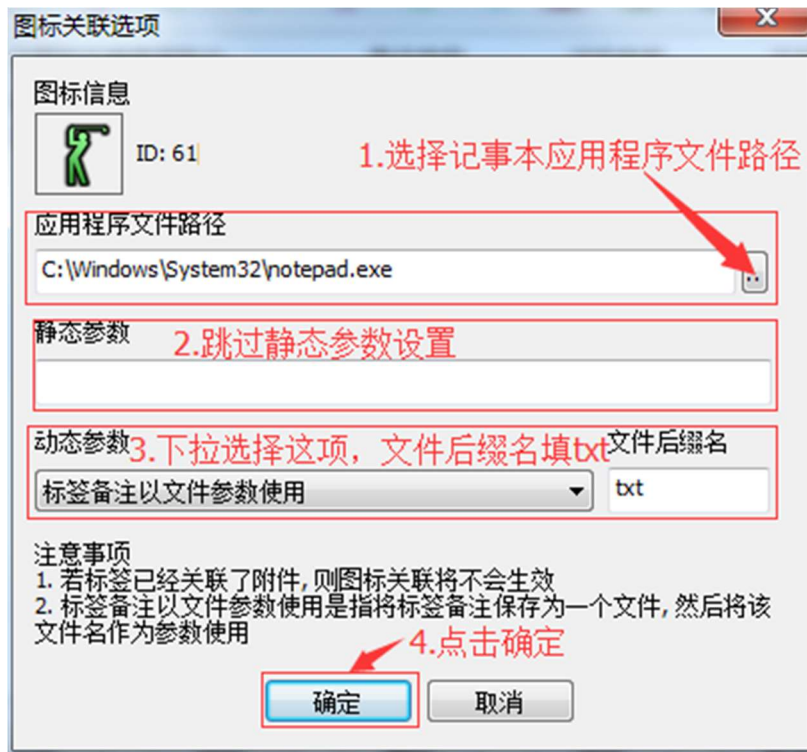 图标关联选项
图标信息
ID: 61
1.选择记事本应用程序文件路径
应用程序文件路径
C:\Windows\System32\notepad.exe
..
静态参数
2.跳过静态参数设置
动态参数
3.下拉选择这项，文件后缀名填txt
文件后缀名
标签备注以文件参数使用
txt
注意事项
1. 若标签已经关联了附件, 则图标关联将不会生效
2. 标签备注以文件参数使用是指将标签备注保存为一个文件, 然后将该
文件名作为参数使用
4.点击确定
确定
取消